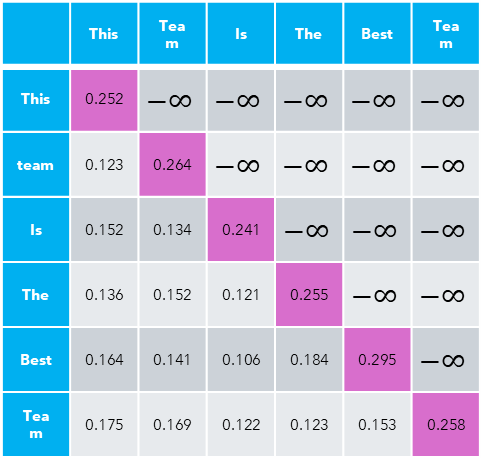 This Tea m Is The Best Tea m
This 0.252 −∞ −∞ −∞ −∞ −∞
team 0.123 0.264 −∞ −∞ −∞ −∞
Is 0.152 0.134 0.241 −∞ −∞ −∞
The 0.136 0.152 0.121 0.255 −∞ −∞
Best 0.164 0.141 0.106 0.184 0.295 −∞
Tea m 0.175 0.169 0.122 0.123 0.153 0.258